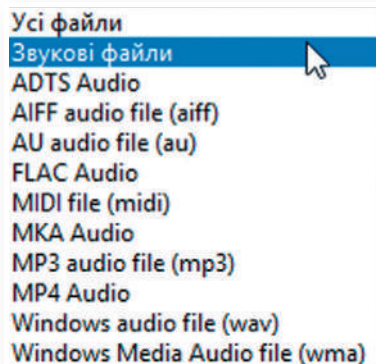 Усі файли
Звукові файли
ADTS Audio
AIFF audio file (aiff)
AU audio file (au)
FLAC Audio
MIDI file (midi)
MKA Audio
MP3 audio file (mp3)
MP4 Audio
Windows audio file (wav)
Windows Media Audio file (wma)